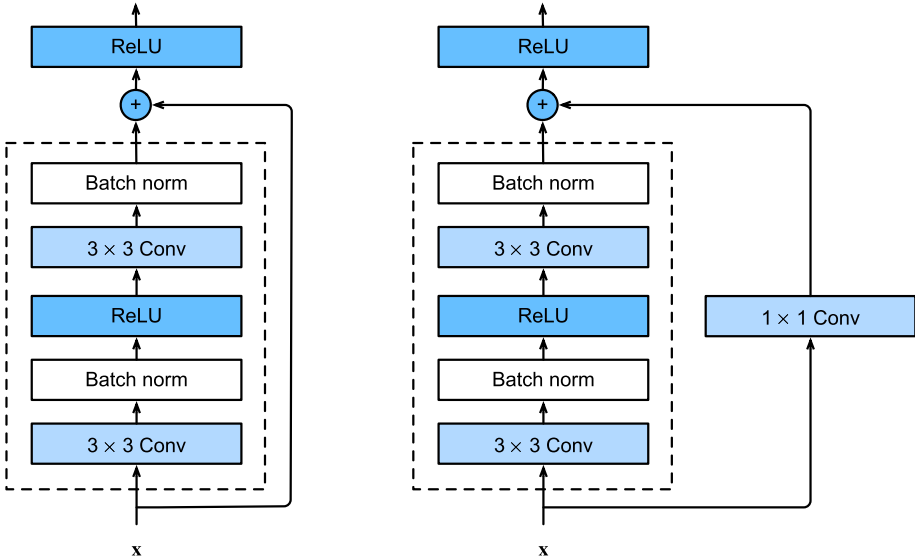 ReLU
+
Batch norm
3 × 3 Conv
ReLU
Batch norm
3 × 3 Conv
x
ReLU
+
Batch norm
3 × 3 Conv
ReLU
1 × 1 Conv
Batch norm
3 × 3 Conv
x